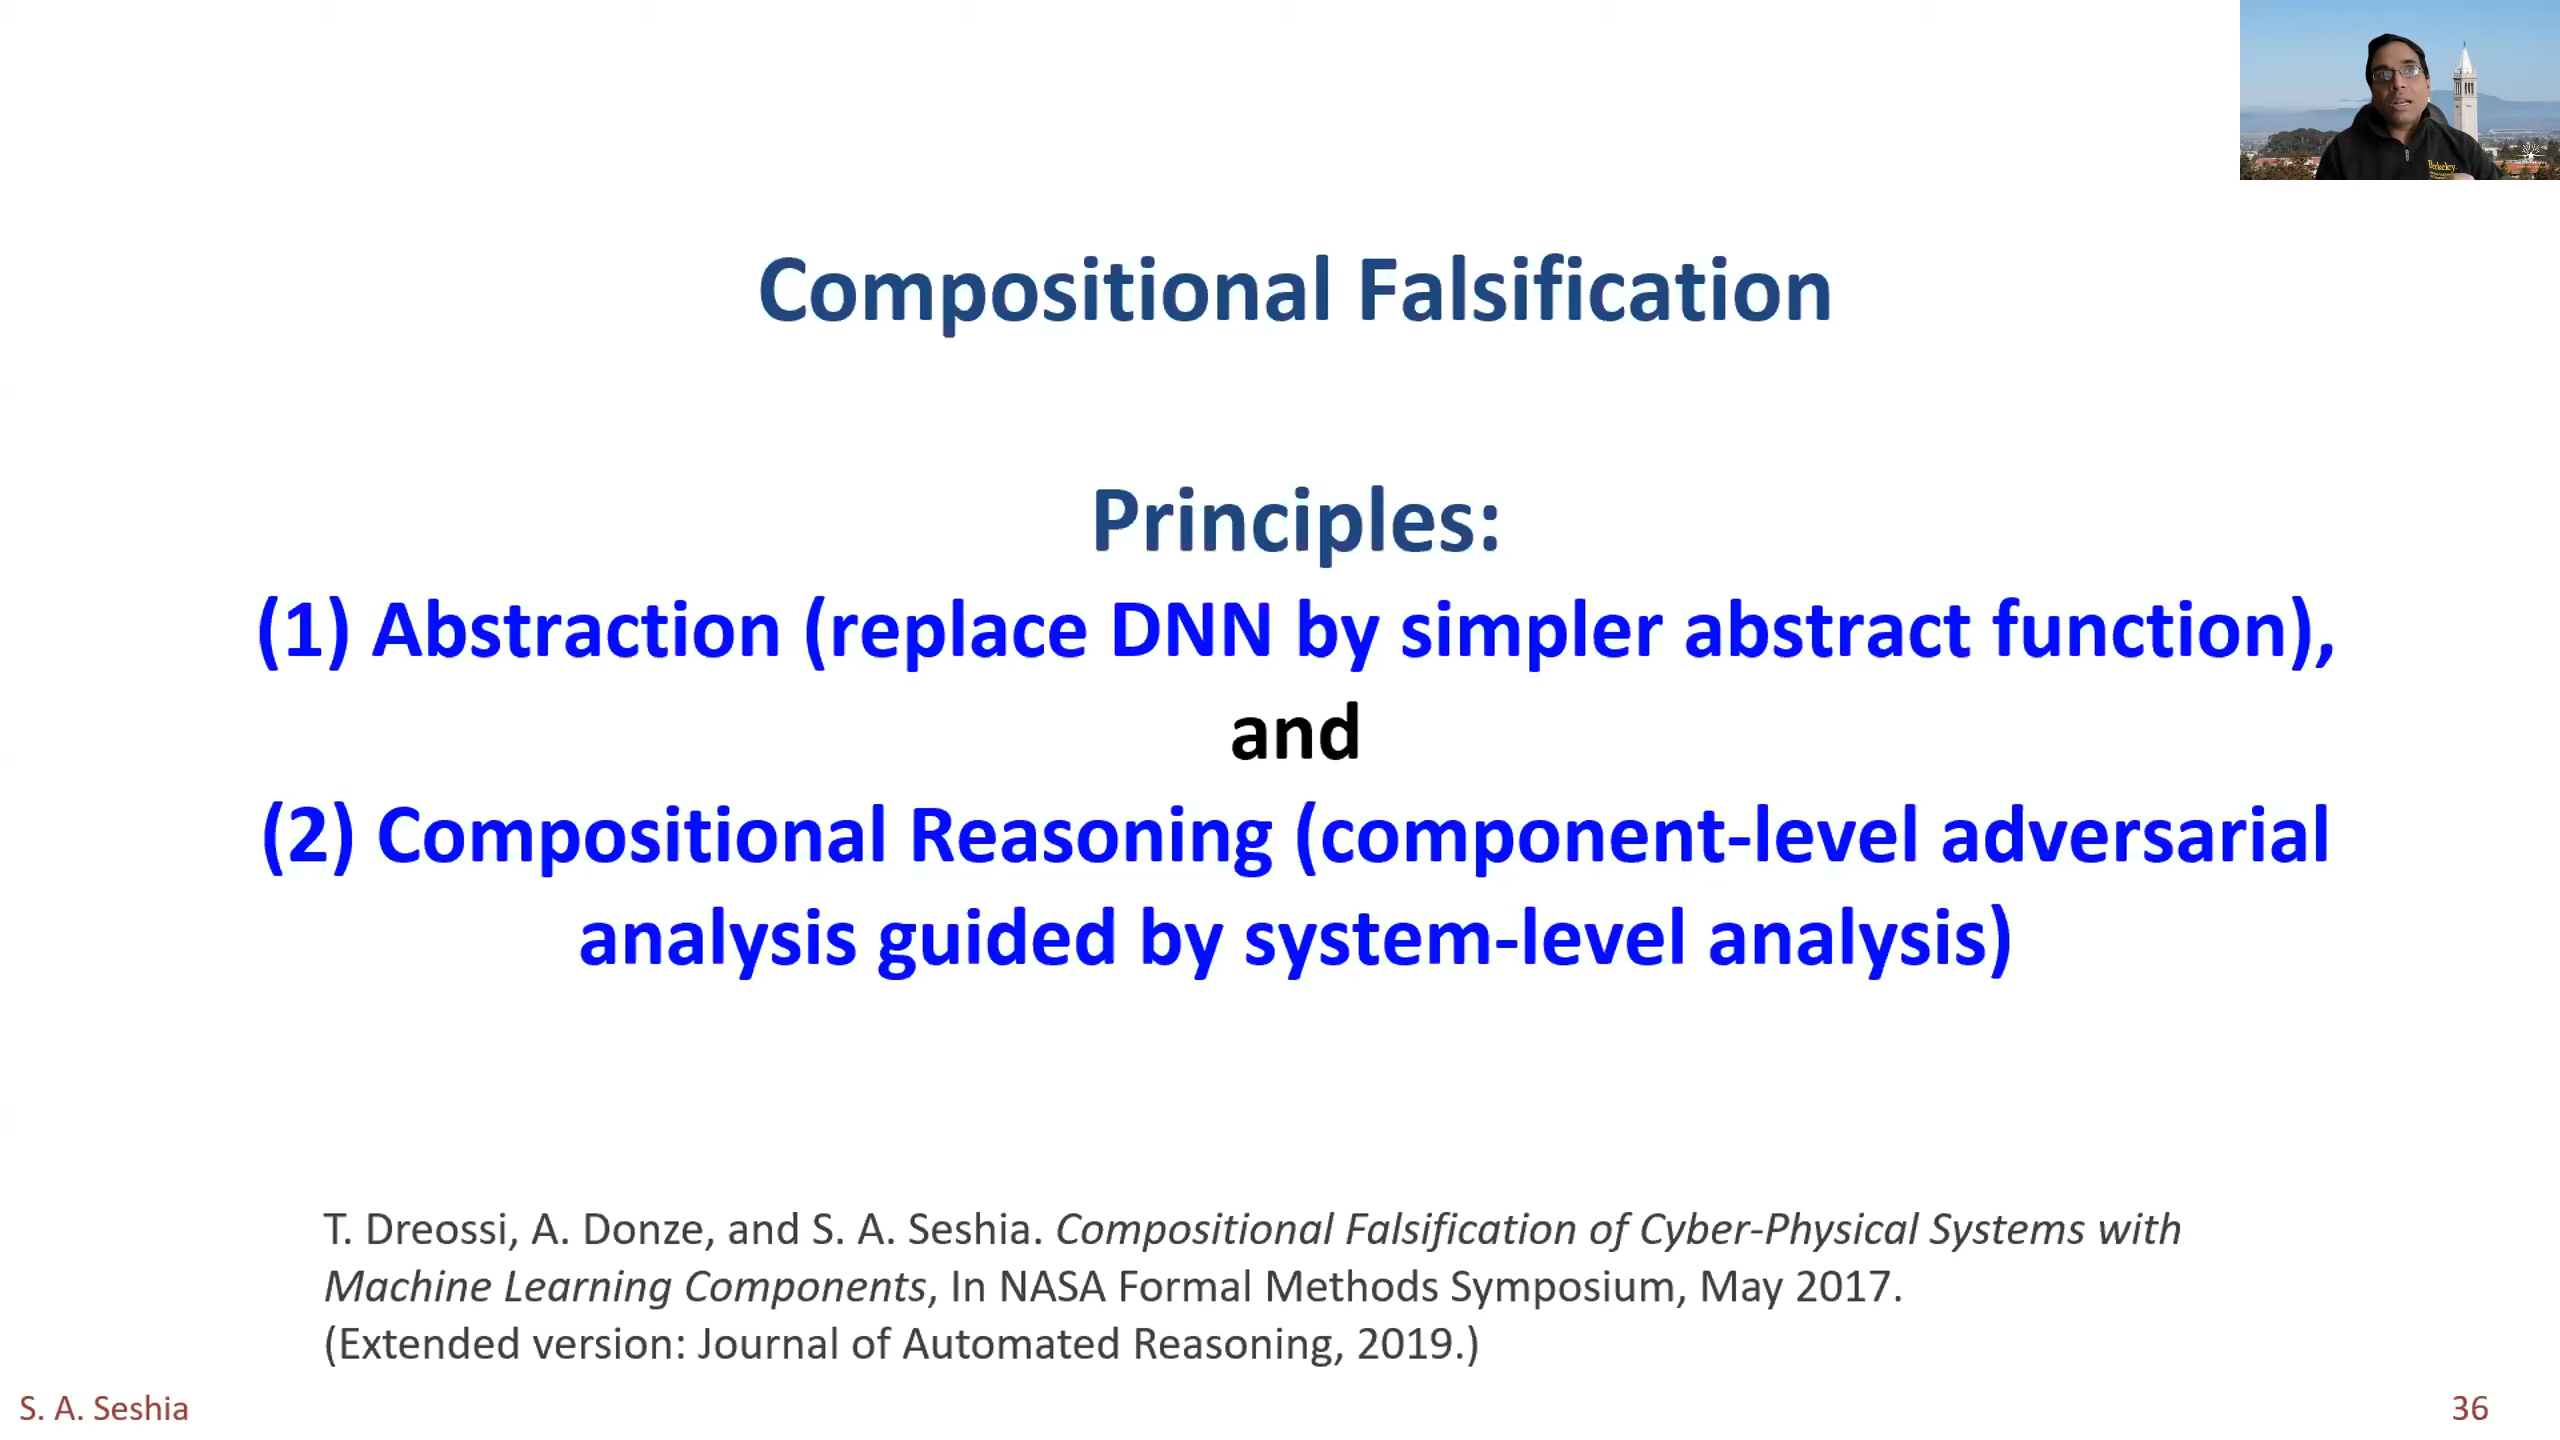 Berkeley
Compositional Falsification
Principles:
(1) Abstraction (replace DNN by simpler abstract function),
and
(2) Compositional Reasoning (component-level adversarial
analysis guided by system-level analysis)
T. Dreossi, A. Donze, and S. A. Seshia. Compositional Falsification of Cyber-Physical Systems with
Machine Learning Components, In NASA Formal Methods Symposium, May 2017.
(Extended version: Journal of Automated Reasoning, 2019.)
S. A. Seshia
36